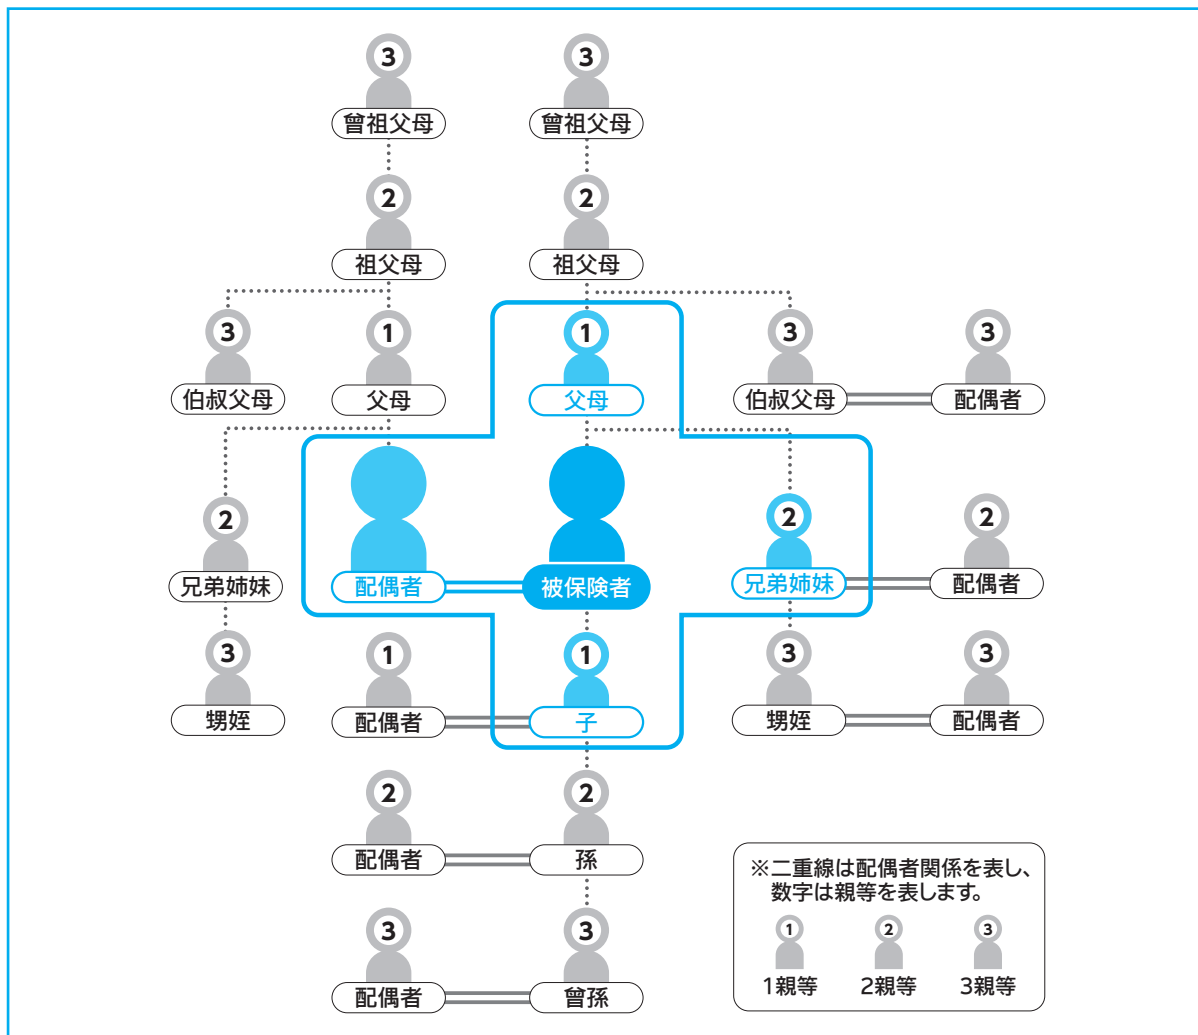 3
3
曾祖父母
曾祖父母
2
2
祖父母
祖父母
3
1
1
3
3
伯叔父母
父母
父母
伯叔父母
配偶者
2
2
2
兄弟姉妹
配偶者
被保険者
兄弟姉妹
配偶者
3
1
1
3
3
甥姪
配偶者
子
甥姪
配偶者
2
2
配偶者
孫
3
3
配偶者
曾孫
※二重線は配偶者関係を表し、
数字は親等を表します。
1
2
3
1親等
2親等
3親等